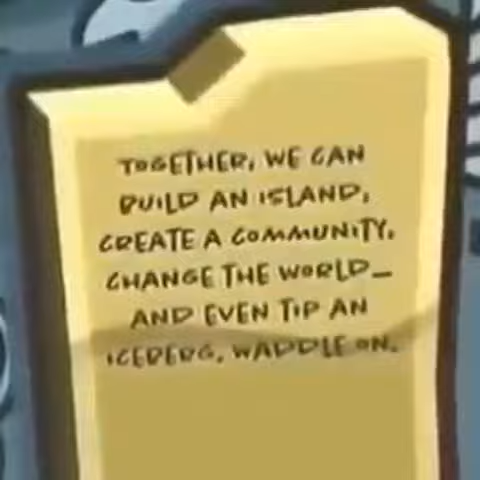 TOGETHER, WE CAN
BUILD AN ISLAND,
CREATE A COMMUNITY,
CHANGE THE WORLD_
AND EVEN TIP AN
ICEBERG, WADDLE ON.